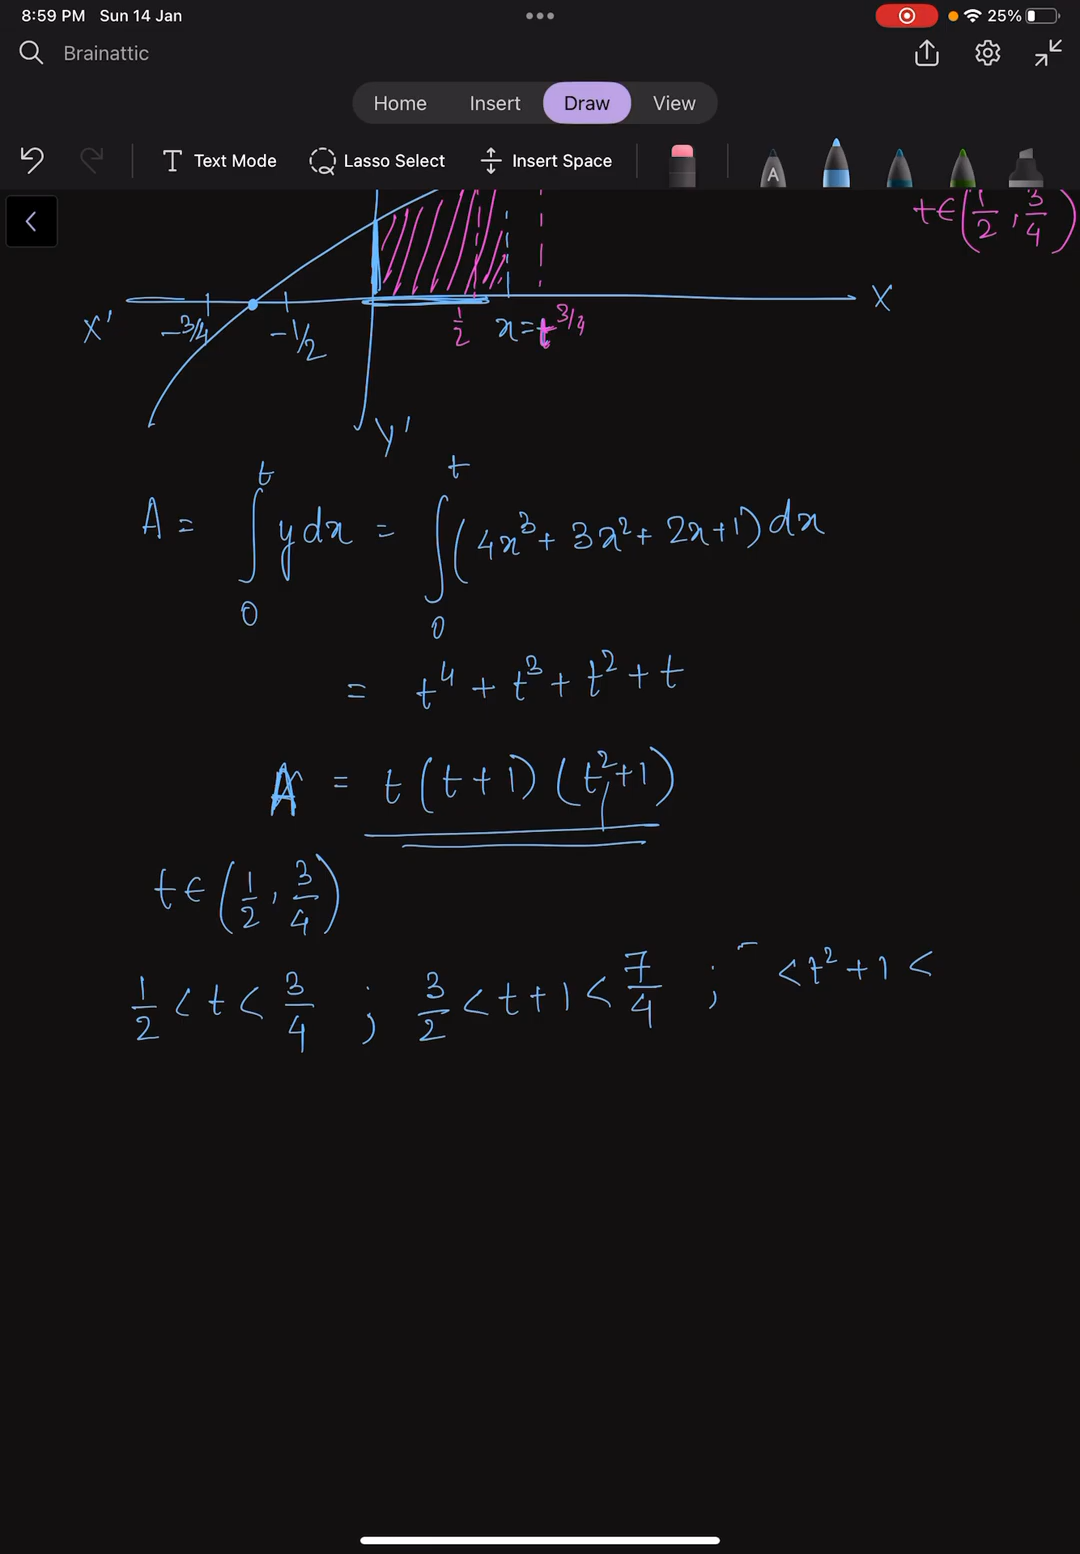 8:59 PM Sun 14 Jan
25%
Brainattic
Home Insert Draw View
Text Mode Lasso Select Insert Space
A
t∈(1/2, 3/4)
X' -3/4 -1/2 1/2 x=t 3/4 X
Y'
A = ∫₀ᵗ y dx = ∫₀ᵗ (4x³ + 3x² + 2x + 1) dx
= t⁴ + t³ + t² + t
A = t(t+1)(t²+1)
t∈(1/2, 3/4)
1/2 < t < 3/4 ; 3/2 < t+1 < 7/4 ; < t²+1 <